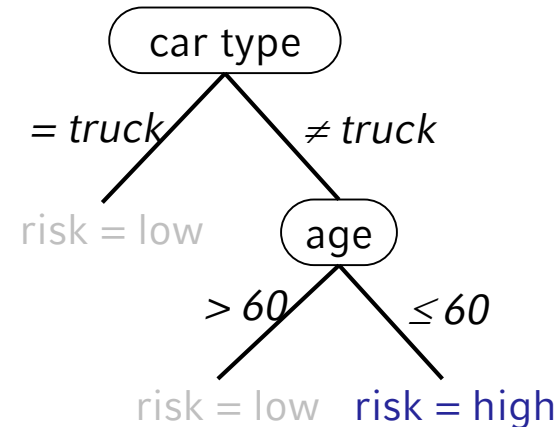 car type
= truck
≠ truck
risk = low
age
> 60
≤ 60
risk = low
risk = high